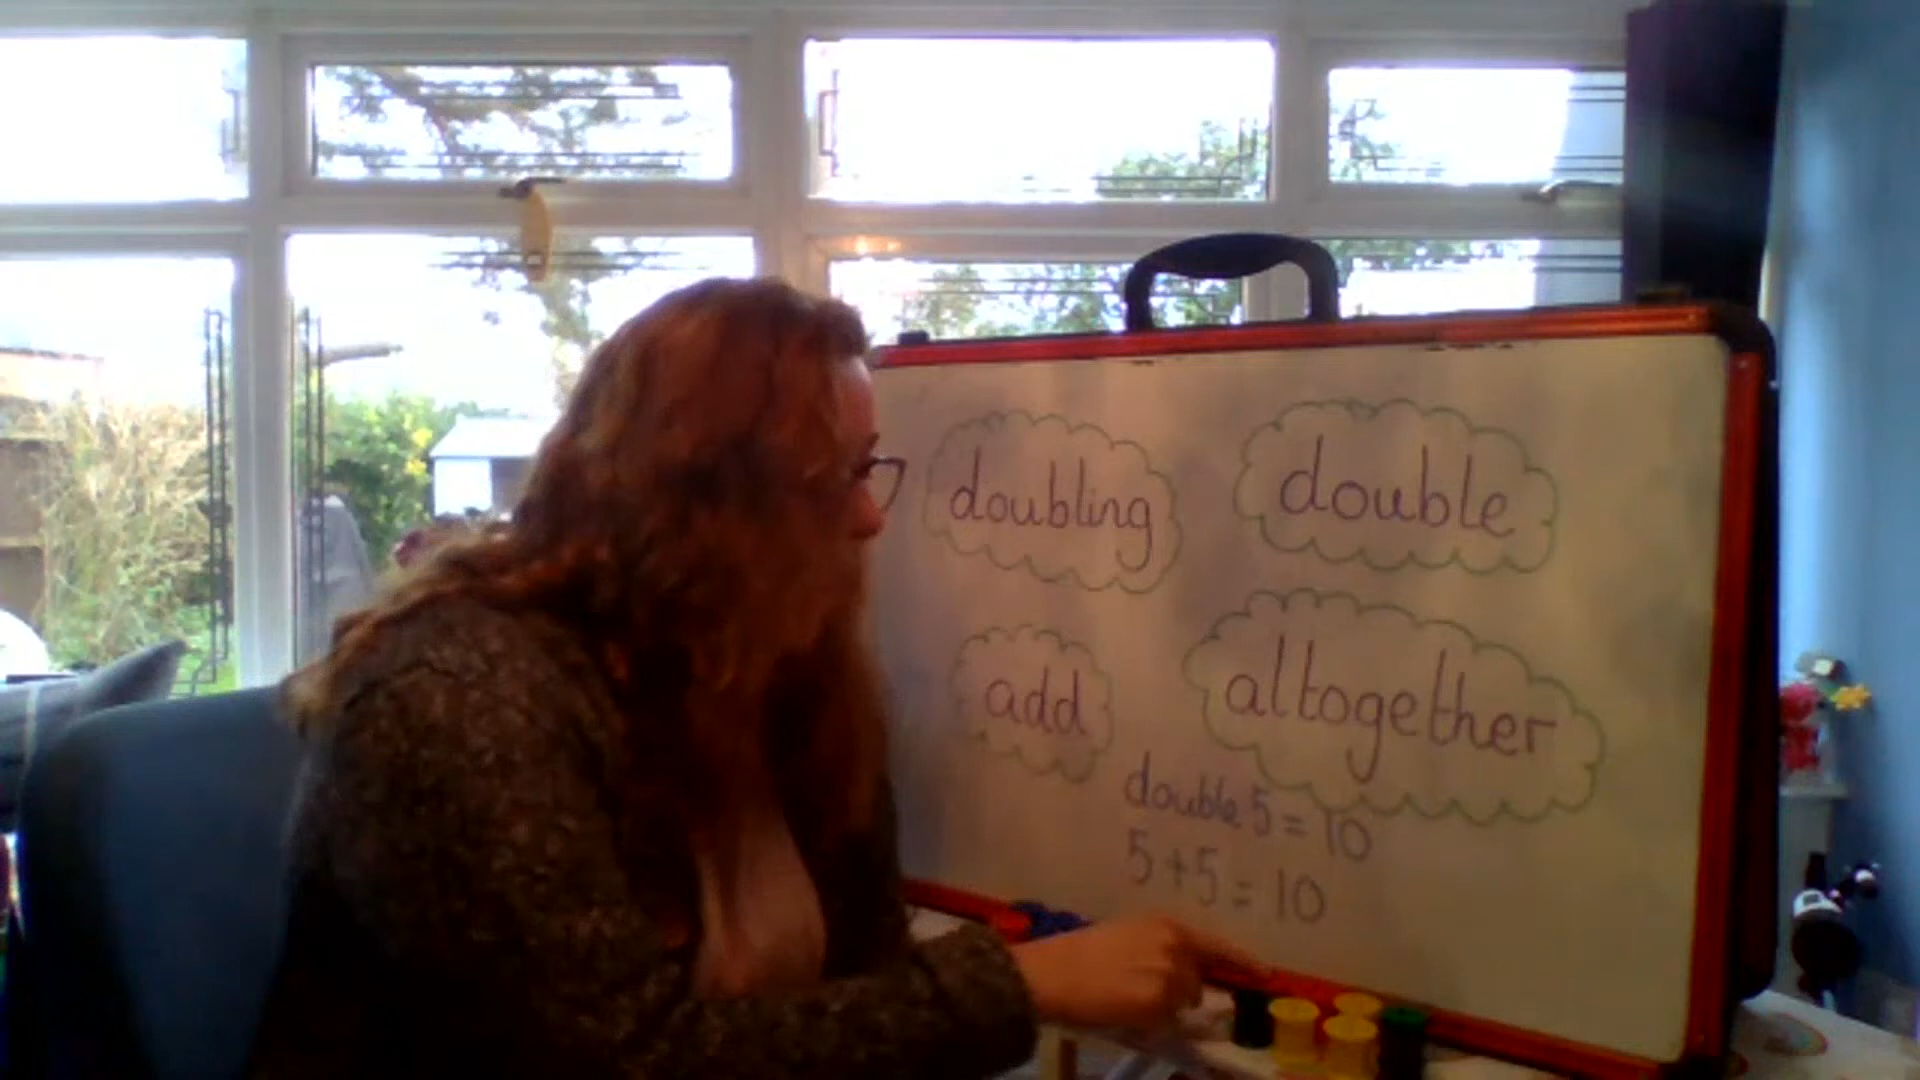 doubling
double
add
altogether
double 5 = 10
5 + 5 = 10